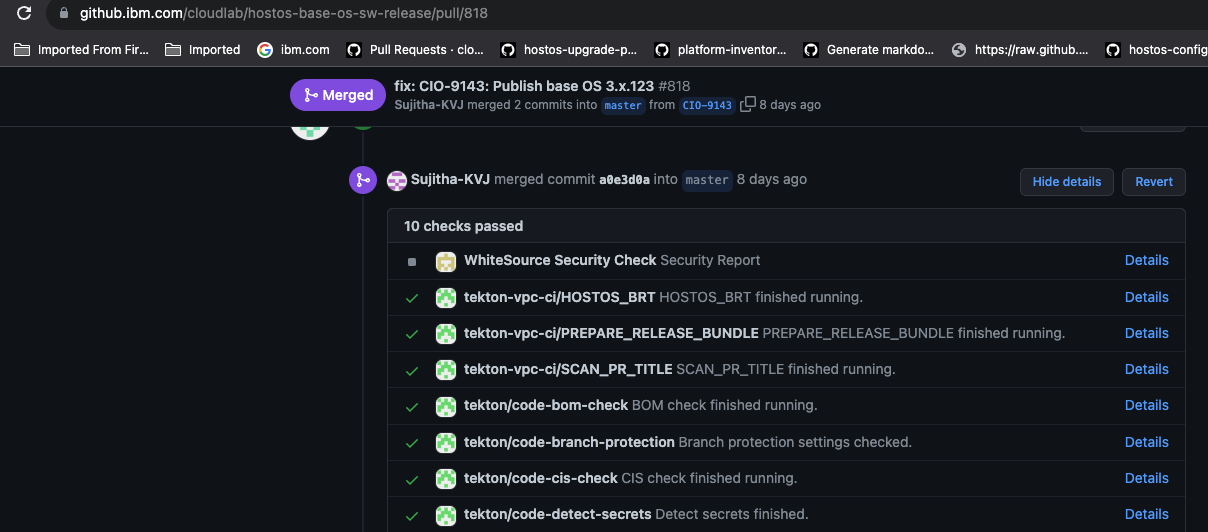 github.ibm.com/cloudlab/hostos-base-os-sw-release/pull/818
Imported From Fir... Imported ibm.com Pull Requests · clo... hostos-upgrade-p... platform-inventor... Generate markdo... https://raw.github.... hostos-config
Merged
fix: CIO-9143: Publish base OS 3.x.123 #818
Sujitha-KVJ merged 2 commits into master from CIO-9143 8 days ago
Sujitha-KVJ merged commit a0e3d0a into master 8 days ago Hide details Revert
10 checks passed
WhiteSource Security Check Security Report Details
tekton-vpc-ci/HOSTOS_BRT HOSTOS_BRT finished running. Details
tekton-vpc-ci/PREPARE_RELEASE_BUNDLE PREPARE_RELEASE_BUNDLE finished running. Details
tekton-vpc-ci/SCAN_PR_TITLE SCAN_PR_TITLE finished running. Details
tekton/code-bom-check BOM check finished running. Details
tekton/code-branch-protection Branch protection settings checked. Details
tekton/code-cis-check CIS check finished running. Details
tekton/code-detect-secrets Detect secrets finished. Details